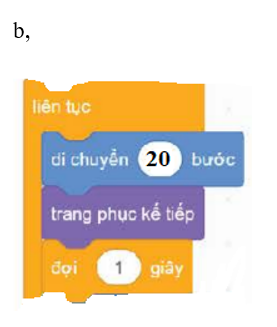 b,
liên tục
di chuyển 20 bước
trang phục kế tiếp
đợi 1 giây